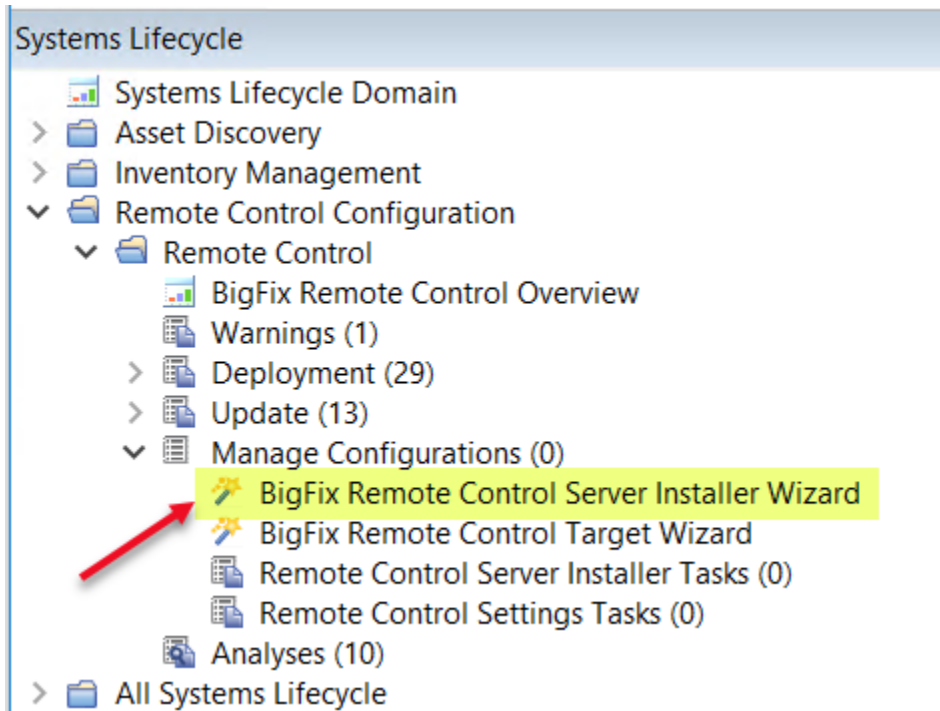 Systems Lifecycle
Systems Lifecycle Domain
Asset Discovery
Inventory Management
Remote Control Configuration
Remote Control
BigFix Remote Control Overview
Warnings (1)
Deployment (29)
Update (13)
Manage Configurations (0)
BigFix Remote Control Server Installer Wizard
BigFix Remote Control Target Wizard
Remote Control Server Installer Tasks (0)
Remote Control Settings Tasks (0)
Analyses (10)
All Systems Lifecycle